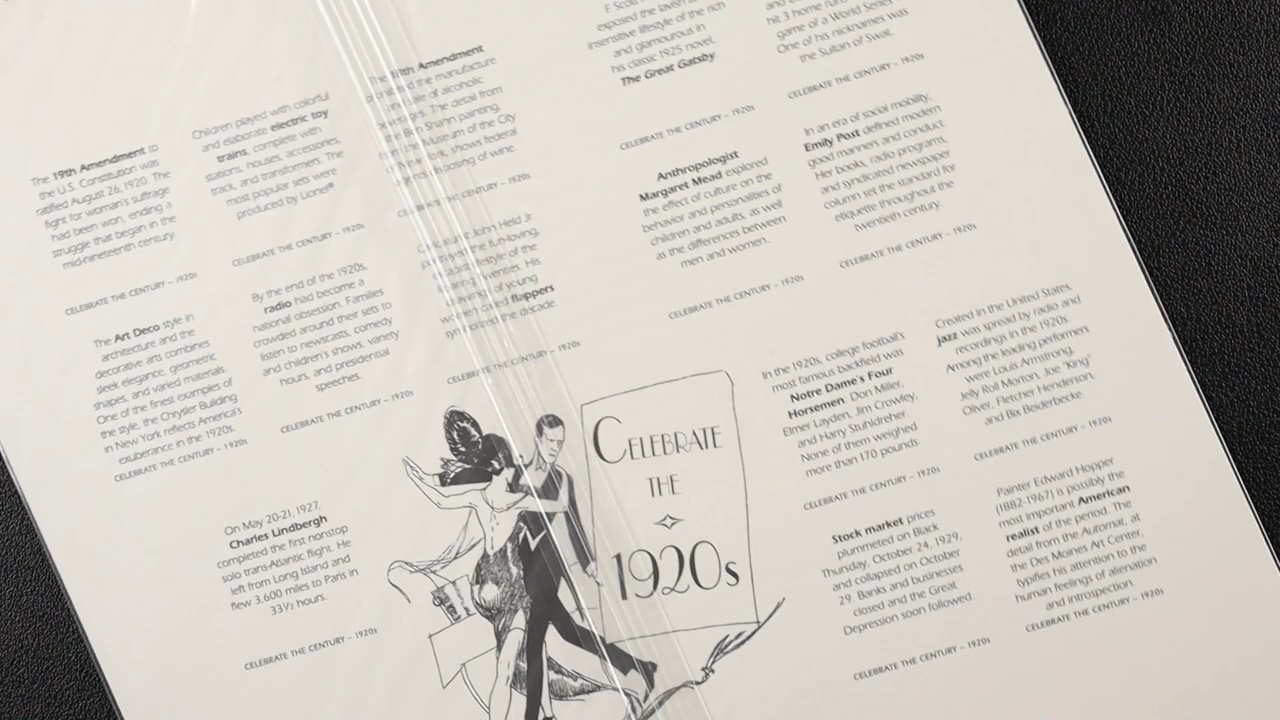 The 19th Amendment to
the U.S. Constitution was
ratified August 26, 1920. The
fight for woman's suffrage
had been won, ending a
struggle that began in the
mid-nineteenth century.
CELEBRATE THE CENTURY – 1920s
Children played with colorful
and elaborate electric toy
trains, complete with
stations, houses, accessories,
track, and transformers. The
most popular sets were
produced by Lionel®
CELEBRATE THE CENTURY – 1920s
The Amendment
the manufacture
of alcoholic
The detail from
Ben Shahn painting,
Museum of the City
shows federal
disposing of wine.
CELEBRATE THE CENTURY – 1920s
F. Scott
exposed the lavish
insensitive lifestyle of the rich
and glamourous in
his classic 1925 novel,
The Great Gatsby.
CELEBRATE THE CENTURY – 1920s
and
hit 3 home runs
game of a World Series
One of his nicknames was
the Sultan of Swat.
CELEBRATE THE CENTURY – 1920s
The Art Deco style in
architecture and the
decorative arts combines
sleek elegance, geometric
shapes, and varied materials.
One of the finest examples of
the style, the Chrysler Building
in New York reflects America's
exuberance in the 1920s.
CELEBRATE THE CENTURY – 1920s
By the end of the 1920s,
radio had become a
national obsession. Families
crowded around their sets to
listen to newscasts, comedy
and children's shows, variety
hours, and presidential
speeches.
CELEBRATE THE CENTURY – 1920s
John Held Jr.
the fun-loving,
lifestyle of the
Twenties. His
of young
women called flappers
the decade.
CELEBRATE THE CENTURY – 1920s
Anthropologist
Margaret Mead explored
the effect of culture on the
behavior and personalities of
children and adults, as well
as the differences between
men and women.
CELEBRATE THE CENTURY – 1920s
In an era of social mobility,
Emily Post defined modern
good manners and conduct.
Her books, radio programs,
and syndicated newspaper
column set the standard for
etiquette throughout the
twentieth century.
CELEBRATE THE CENTURY – 1920s
On May 20-21, 1927,
Charles Lindbergh
completed the first nonstop
solo trans-Atlantic flight. He
left from Long Island and
flew 3,600 miles to Paris in
33½ hours.
CELEBRATE THE CENTURY – 1920s
CELEBRATE
THE
1920s
In the 1920s, college football's
most famous backfield was
Notre Dame's Four
Horsemen. Don Miller,
Elmer Layden, Jim Crowley,
and Harry Stuhldreher.
None of them weighed
more than 170 pounds.
CELEBRATE THE CENTURY – 1920s
Created in the United States,
jazz was spread by radio and
recordings in the 1920s.
Among the leading performers
were Louis Armstrong,
Jelly Roll Morton, Joe "King"
Oliver, Fletcher Henderson,
and Bix Beiderbecke.
CELEBRATE THE CENTURY – 1920s
Stock market prices
plummeted on Black
Thursday, October 24, 1929,
and collapsed on October
29. Banks and businesses
closed and the Great
Depression soon followed.
CELEBRATE THE CENTURY – 1920s
Painter Edward Hopper
(1882-1967) is possibly the
most important American
realist of the period. The
detail from the Automat, at
the Des Moines Art Center,
typifies his attention to the
human feelings of alienation
and introspection.
CELEBRATE THE CENTURY – 1920s